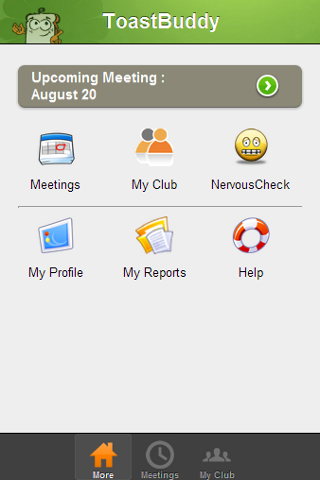 ToastBuddy
Upcoming Meeting :
August 20
Meetings
My Club
NervousCheck
My Profile
My Reports
Help
More
Meetings
My Club